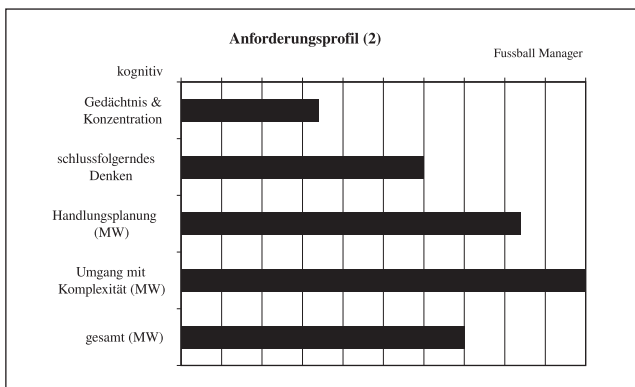 Anforderungsprofil (2)
Fussball Manager
kognitiv
Gedächtnis &
Konzentration
schlussfolgerndes
Denken
Handlungsplanung
(MW)
Umgang mit
Komplexität (MW)
gesamt (MW)